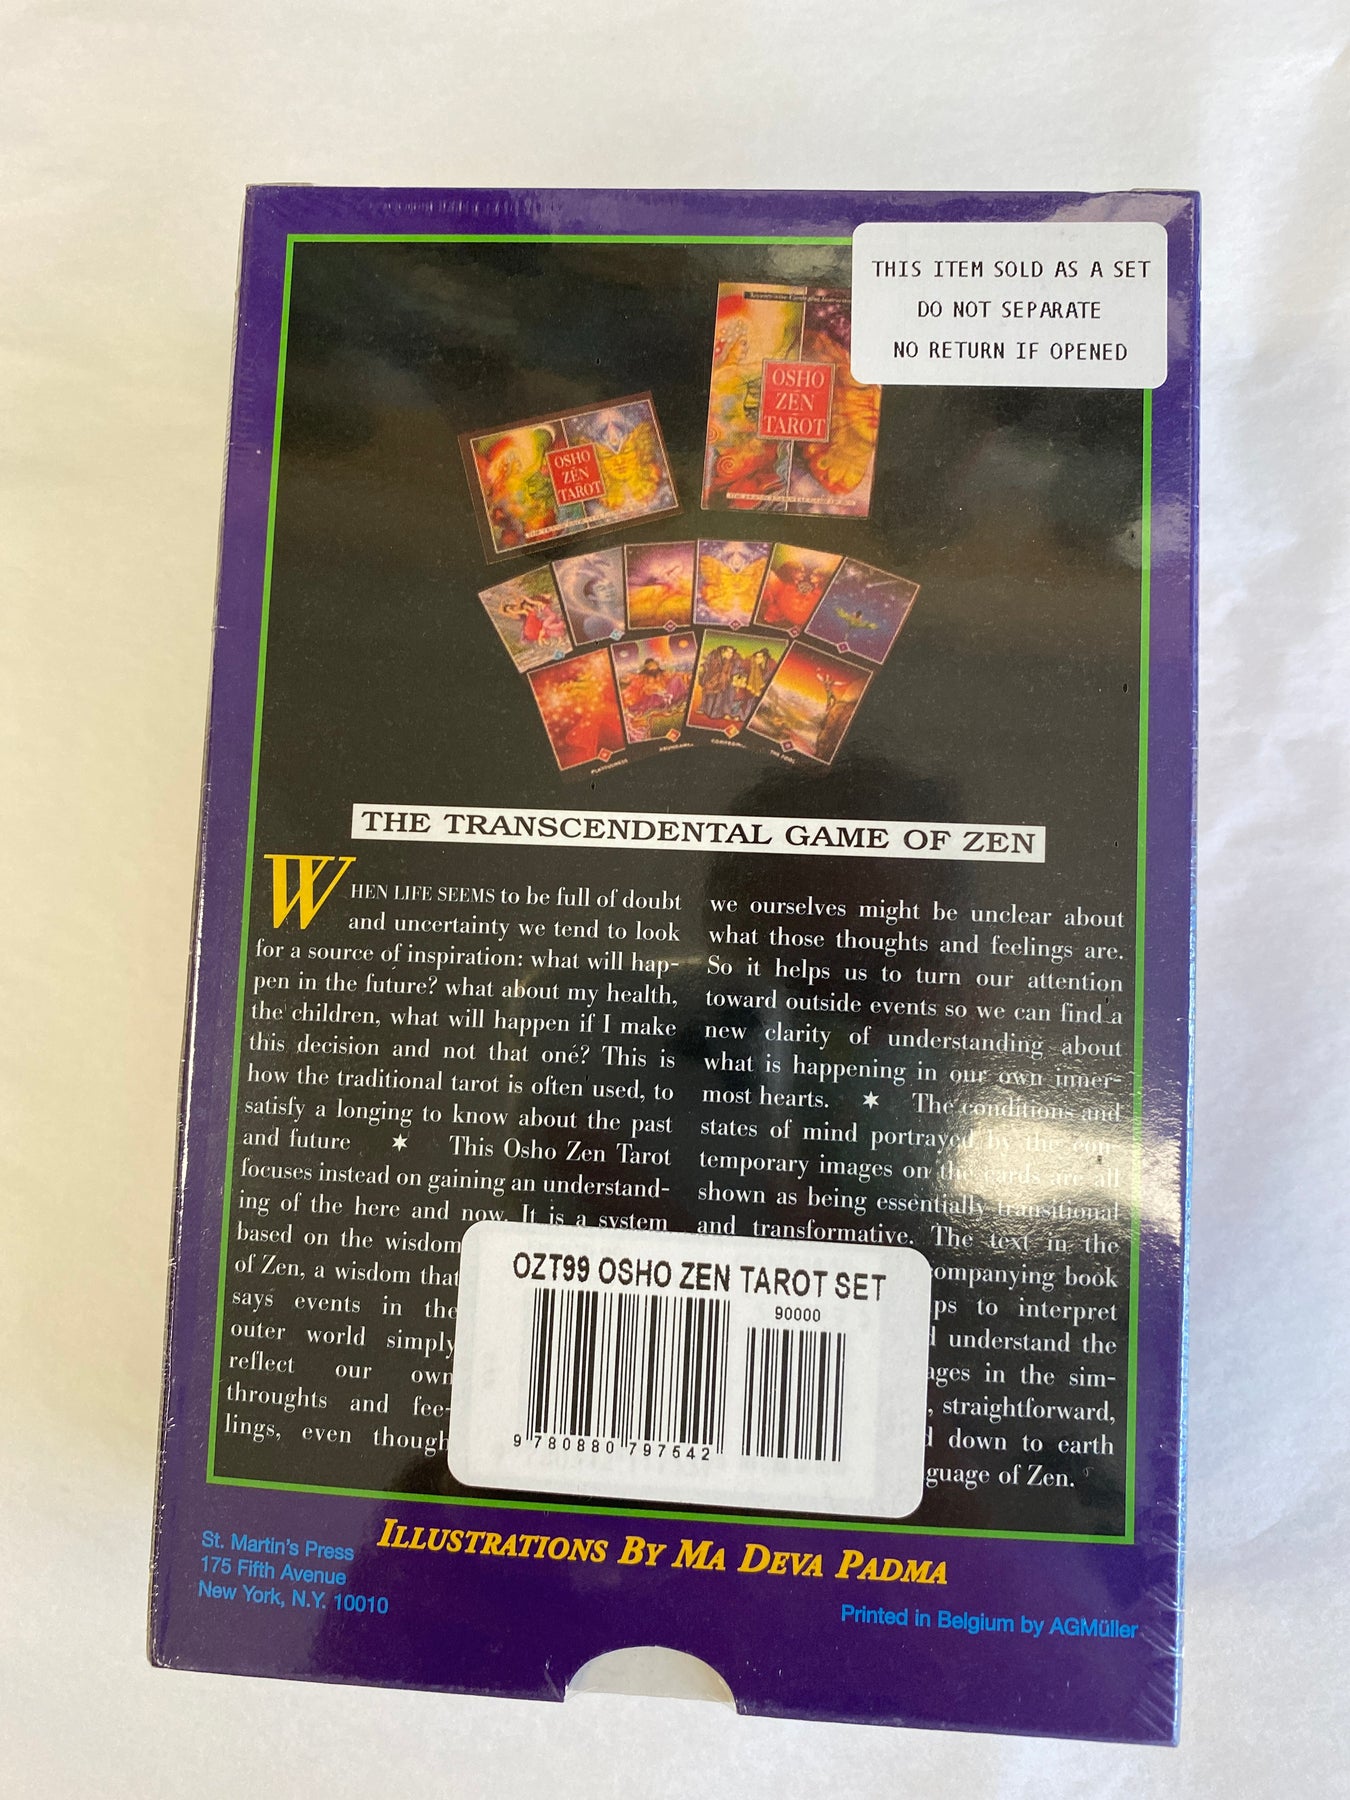 THIS ITEM SOLD AS A SET
DO NOT SEPARATE
NO RETURN IF OPENED
OSHO
ZEN
TAROT
OSHO
ZEN
TAROT
PLAYFULNESS
THE FOOL
THE TRANSCENDENTAL GAME OF ZEN
WHEN LIFE SEEMS to be full of doubt
and uncertainty we tend to look
for a source of inspiration: what will hap-
pen in the future? what about my health,
the children, what will happen if I make
this decision and not that one? This is
how the traditional tarot is often used, to
satisfy a longing to know about the past
and future ✶ This Osho Zen Tarot
focuses instead on gaining an understand-
ing of the here and now. It is a system
based on the wisdom
of Zen, a wisdom that
says events in the
outer world simply
reflect our own
throughts and fee-
lings, even though
we ourselves might be unclear about
what those thoughts and feelings are.
So it helps us to turn our attention
toward outside events so we can find a
new clarity of understanding about
what is happening in our own inner-
most hearts. ✶ The conditions and
states of mind portrayed by the con-
temporary images on the cards are all
shown as being essentially transitional
and transformative. The text in the
ompanying book
ps to interpret
understand the
ages in the sim-
, straightforward,
d down to earth
guage of Zen.
OZT99 OSHO ZEN TAROT SET
90000
9 780880 797542
ILLUSTRATIONS BY MA DEVA PADMA
St. Martin's Press
175 Fifth Avenue
New York, N.Y. 10010
Printed in Belgium by AGMüller